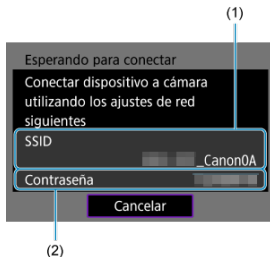 (1)
Esperando para conectar
Conectar dispositivo a cámara
utilizando los ajustes de red
siguientes
SSID
_Canon0A
Contraseña
Cancelar
(2)